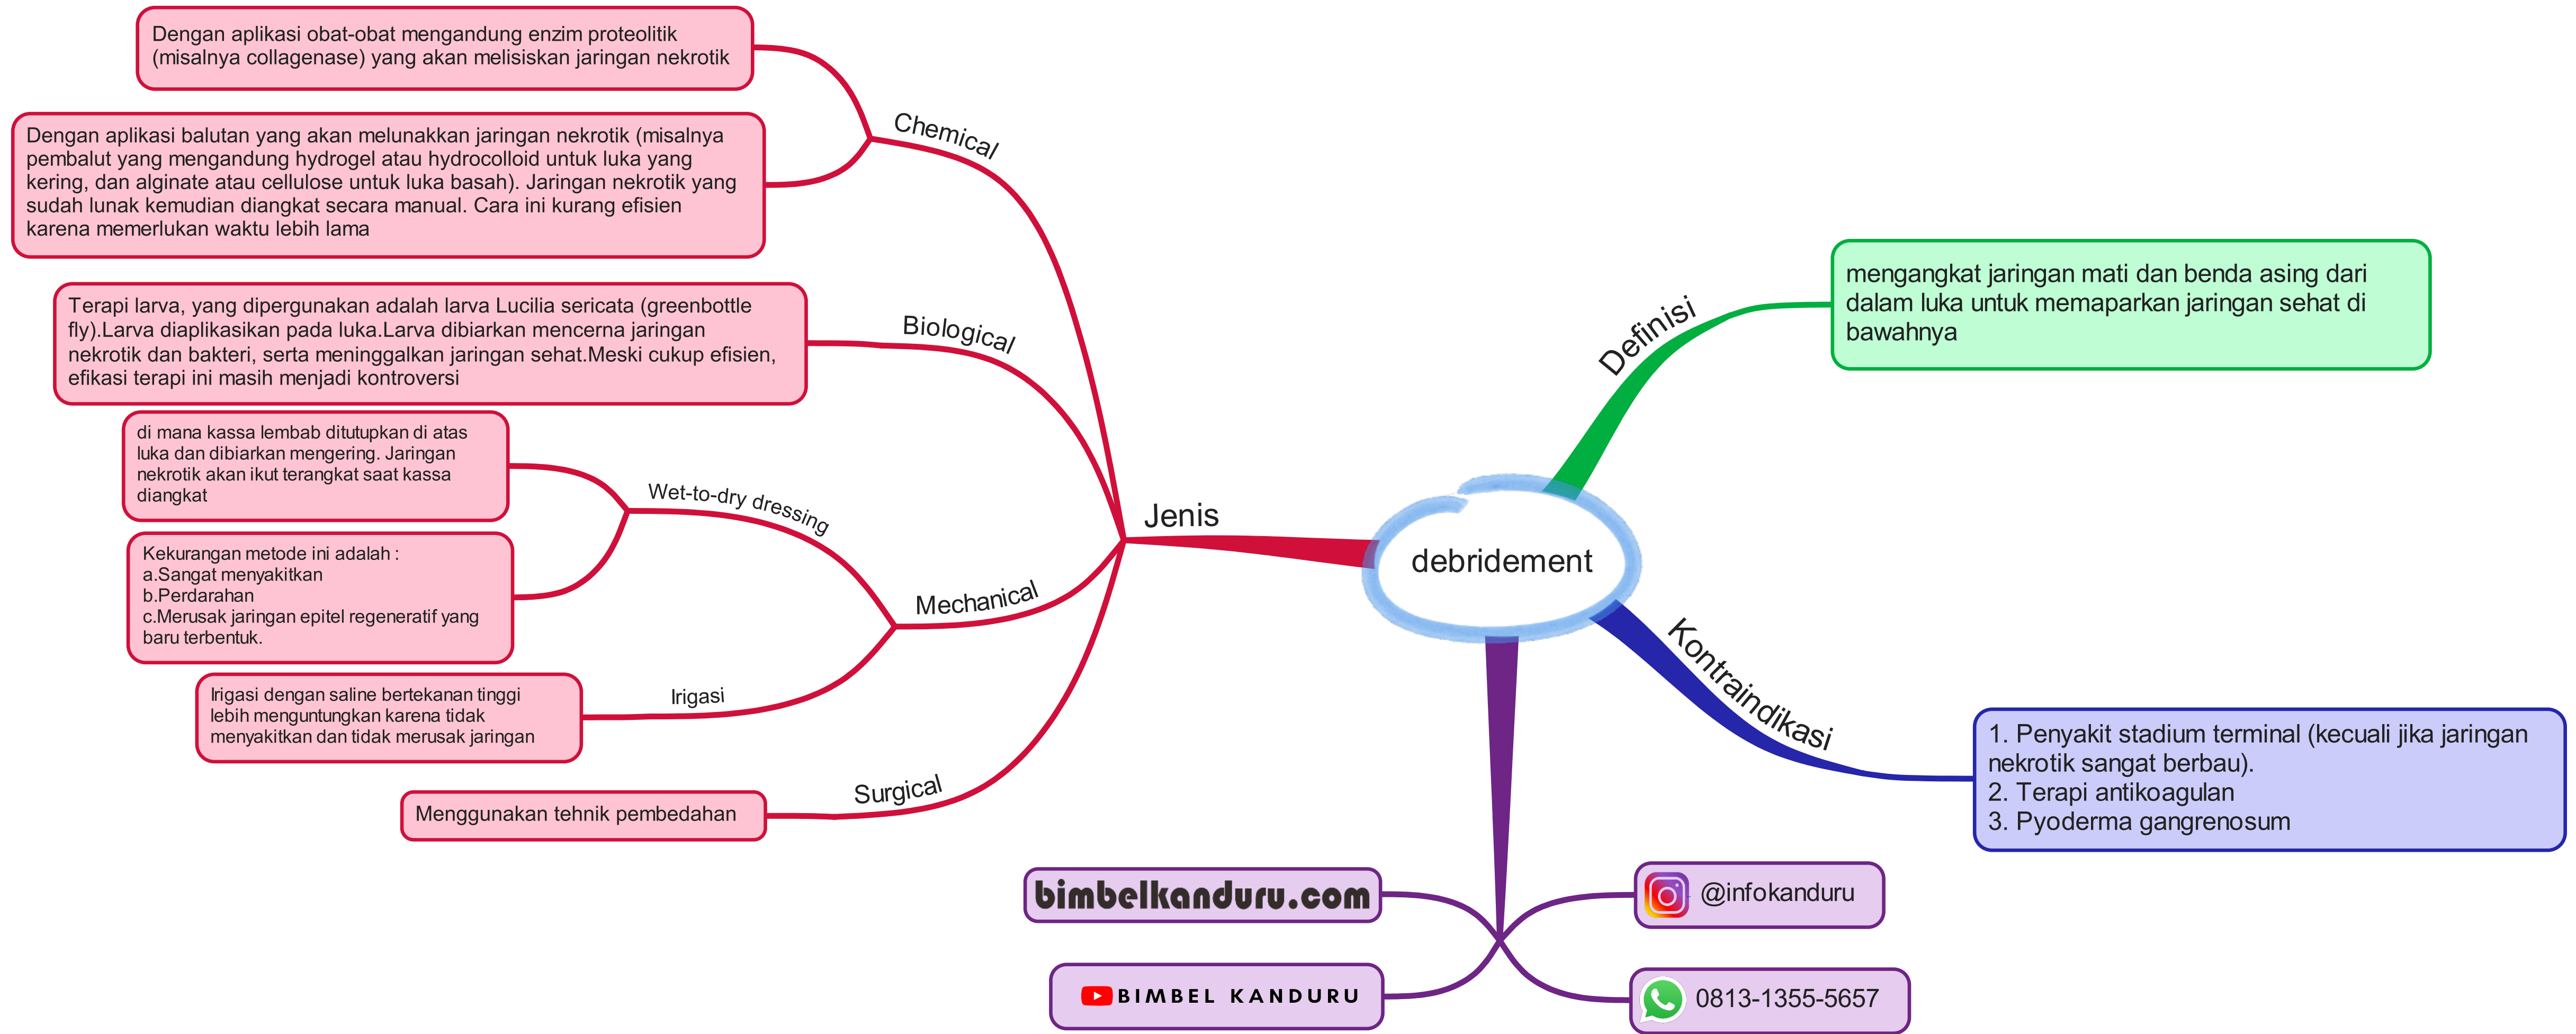 debridement
Definisi
mengangkat jaringan mati dan benda asing dari
dalam luka untuk memaparkan jaringan sehat di
bawahnya
Kontraindikasi
1. Penyakit stadium terminal (kecuali jika jaringan
nekrotik sangat berbau).
2. Terapi antikoagulan
3. Pyoderma gangrenosum
Jenis
Chemical
Dengan aplikasi obat-obat mengandung enzim proteolitik
(misalnya collagenase) yang akan melisiskan jaringan nekrotik
Dengan aplikasi balutan yang akan melunakkan jaringan nekrotik (misalnya
pembalut yang mengandung hydrogel atau hydrocolloid untuk luka yang
kering, dan alginate atau cellulose untuk luka basah). Jaringan nekrotik yang
sudah lunak kemudian diangkat secara manual. Cara ini kurang efisien
karena memerlukan waktu lebih lama
Biological
Terapi larva, yang dipergunakan adalah larva Lucilia sericata (greenbottle
fly).Larva diaplikasikan pada luka.Larva dibiarkan mencerna jaringan
nekrotik dan bakteri, serta meninggalkan jaringan sehat.Meski cukup efisien,
efikasi terapi ini masih menjadi kontroversi
Mechanical
Wet-to-dry dressing
di mana kassa lembab ditutupkan di atas
luka dan dibiarkan mengering. Jaringan
nekrotik akan ikut terangkat saat kassa
diangkat
Kekurangan metode ini adalah :
a.Sangat menyakitkan
b.Perdarahan
c.Merusak jaringan epitel regeneratif yang
baru terbentuk.
Irigasi
Irigasi dengan saline bertekanan tinggi
lebih menguntungkan karena tidak
menyakitkan dan tidak merusak jaringan
Surgical
Menggunakan tehnik pembedahan
bimbelkanduru.com
@infokanduru
BIMBEL KANDURU
0813-1355-5657